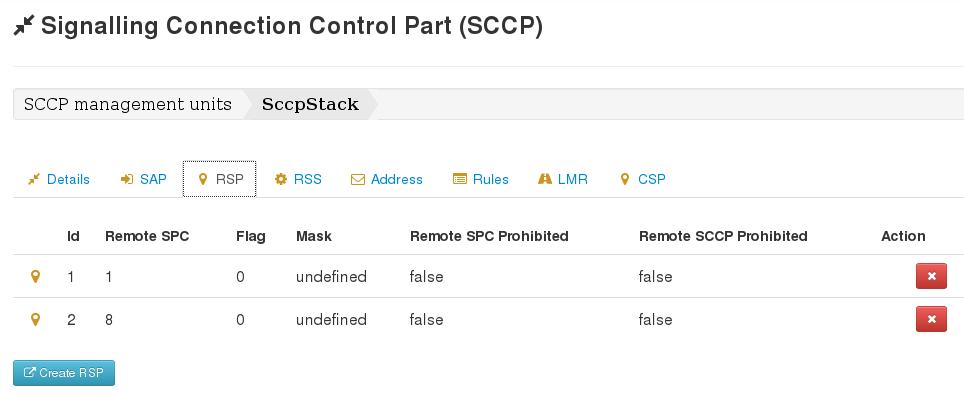 Signalling Connection Control Part (SCCP)
SCCP management units SccpStack
Details SAP RSP RSS Address Rules LMR CSP
Id Remote SPC Flag Mask Remote SPC Prohibited Remote SCCP Prohibited Action
1 1 0 undefined false false
2 8 0 undefined false false
Create RSP